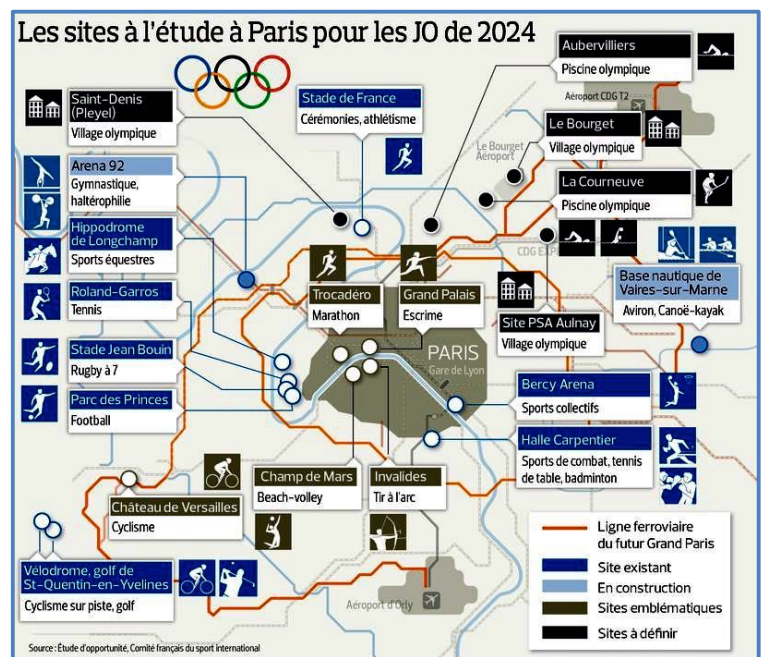 Les sites à l'étude à Paris pour les JO de 2024
Aubervilliers
Piscine olympique
Saint-Denis
(Pleyel)
Village olympique
Stade de France
Cérémonies, athlétisme
Aéroport CDG T2
Le Bourget
Village olympique
Le Bourget
Aéroport
Arena 92
Gymnastique,
haltérophilie
La Courneuve
Piscine olympique
Hippodrome
de Longchamp
Sports équestres
CDG EXP
Base nautique de
Vaires-sur-Marne
Aviron, Canoë-kayak
Roland-Garros
Tennis
Trocadéro
Marathon
Grand Palais
Escrime
Site PSA Aulnay
Village olympique
Stade Jean Bouin
Rugby à 7
PARIS
Gare de Lyon
Parc des Princes
Football
Bercy Arena
Sports collectifs
Halle Carpentier
Sports de combat, tennis
de table, badminton
Château de Versailles
Cyclisme
Champ de Mars
Beach-volley
Invalides
Tir à l'arc
Vélodrome, golf de
St-Quentin-en-Yvelines
Cyclisme sur piste, golf
Aéroport d'Orly
Ligne ferroviaire
du futur Grand Paris
Site existant
En construction
Sites emblématiques
Sites à définir
Source : Étude d'opportunité, Comité français du sport international